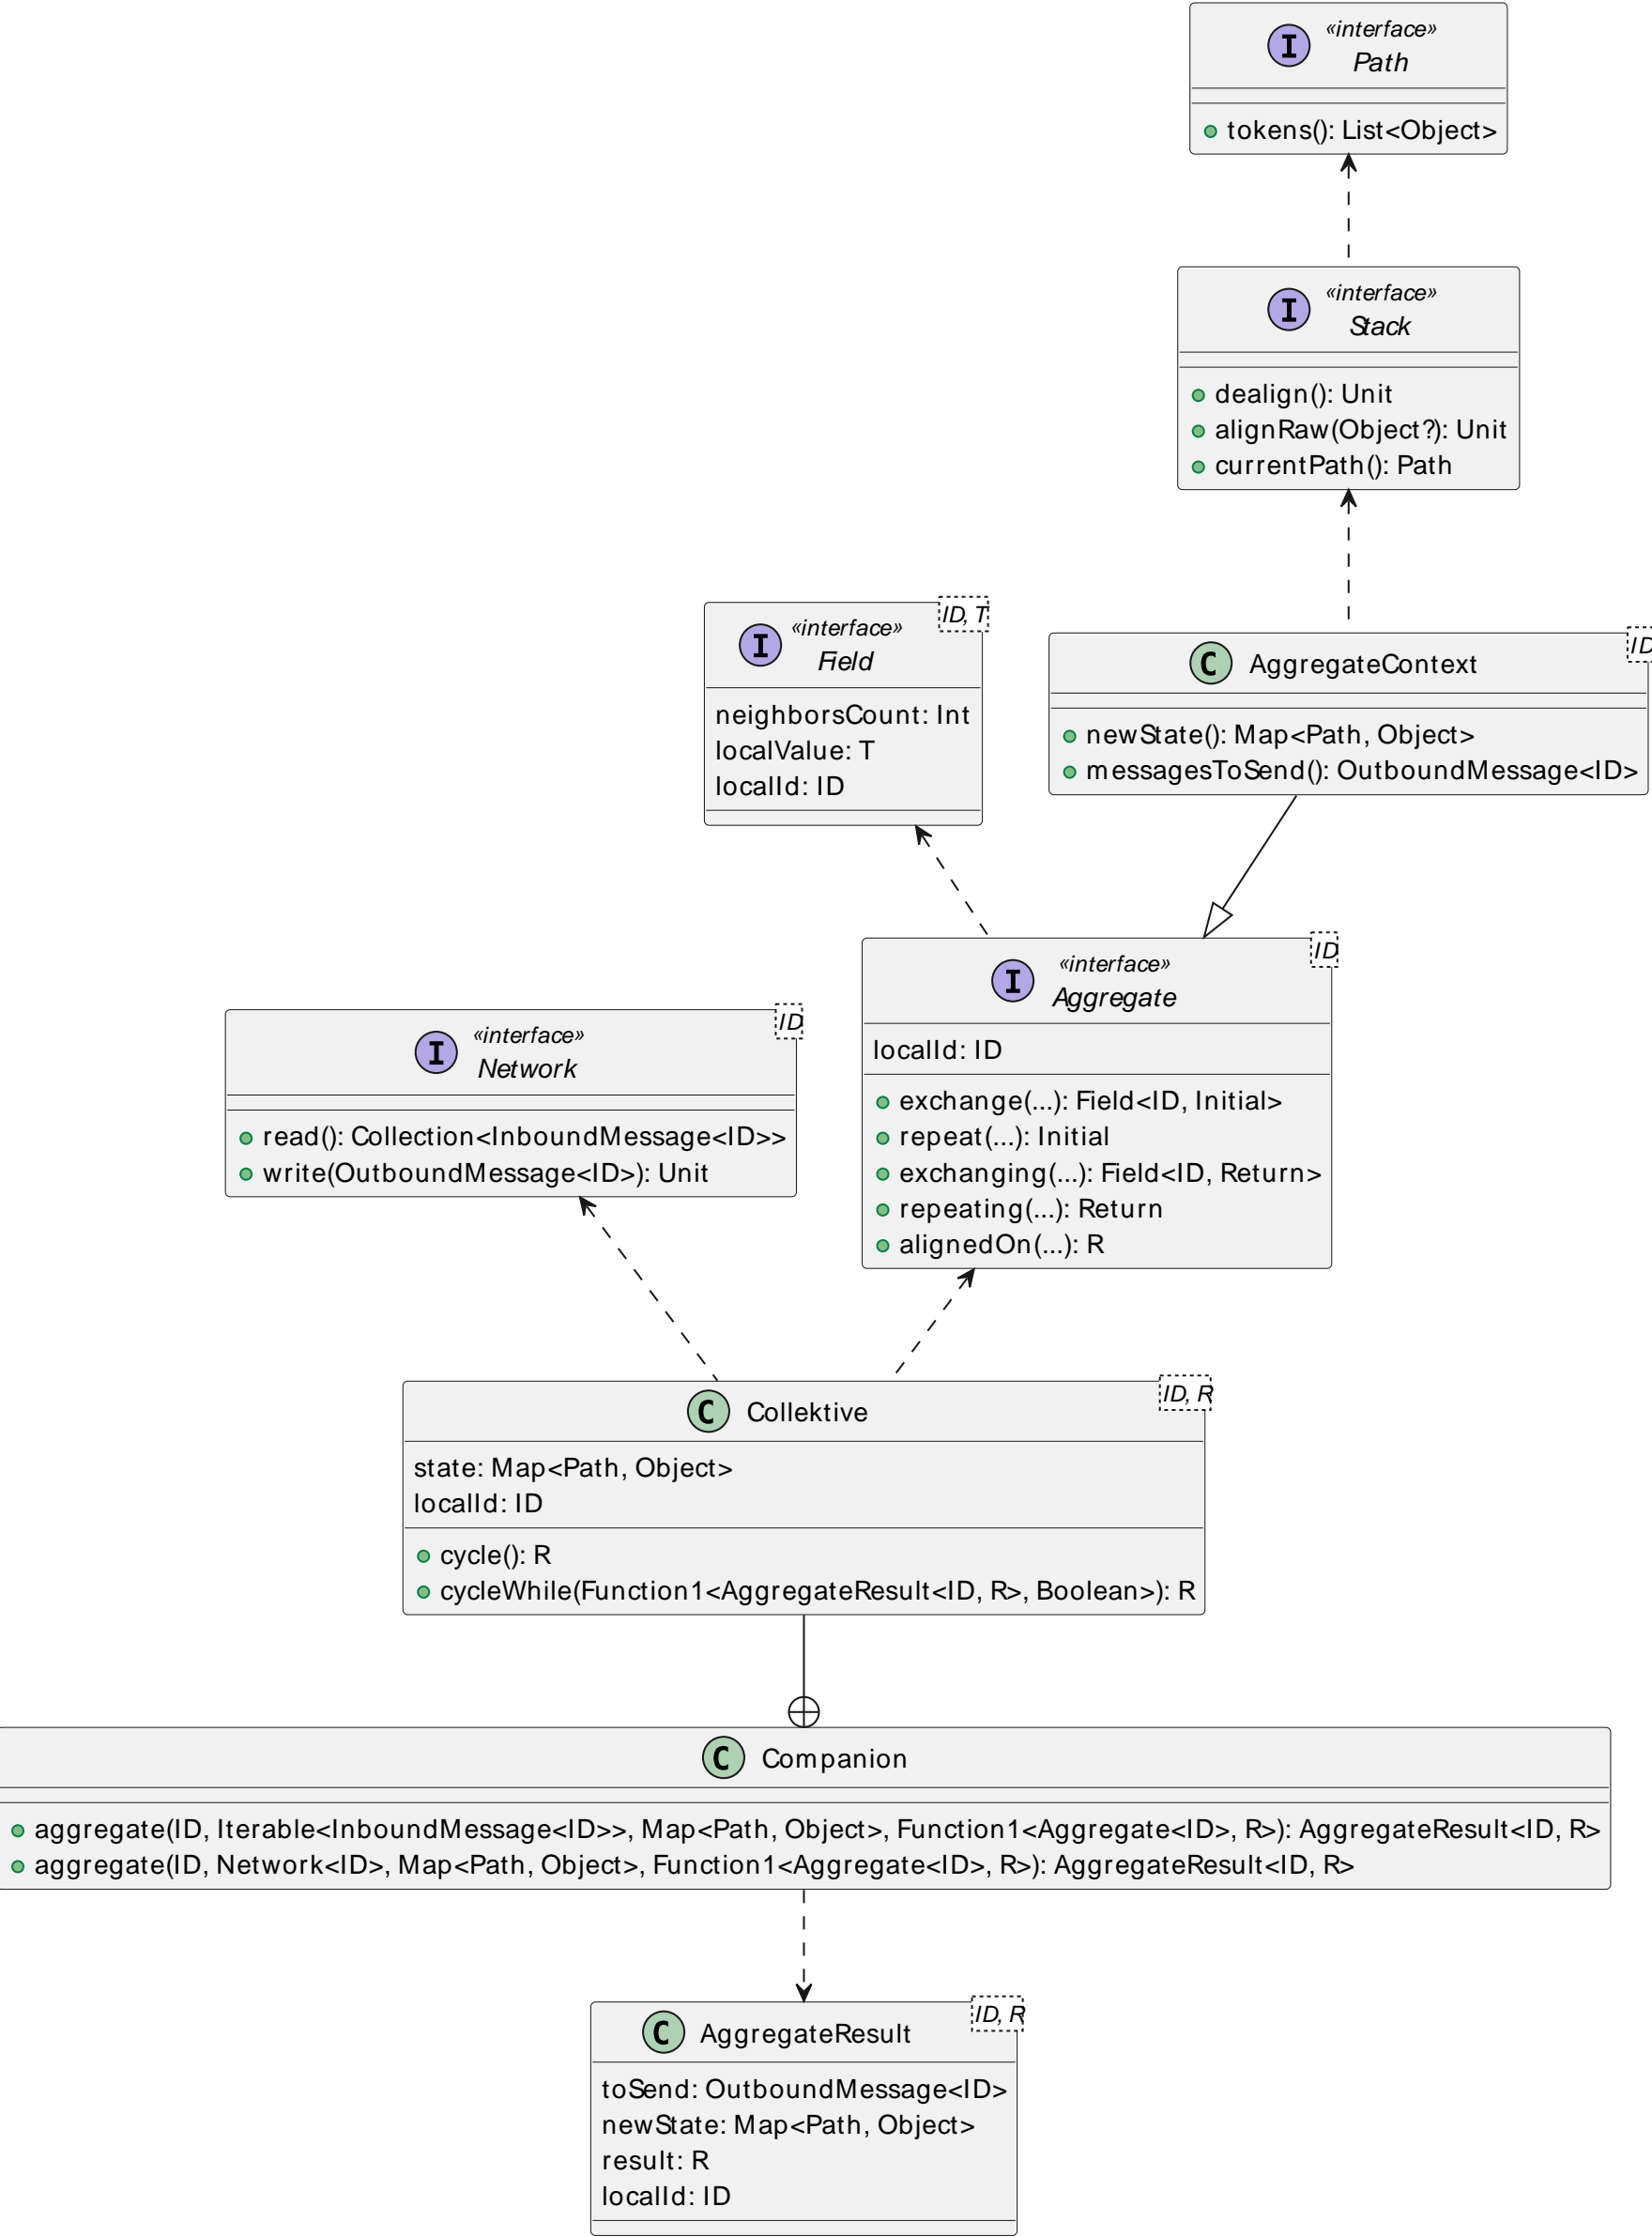 «interface»
I
Path
tokens(): List<Object>
«interface»
I
Stack
dealign(): Unit
alignRaw(Object?): Unit
currentPath(): Path
ID, T
«interface»
I
Field
neighborsCount: Int
localValue: T
localId: ID
ID
C AggregateContext
newState(): Map<Path, Object>
messagesToSend(): OutboundMessage<ID>
ID
«interface»
I
Aggregate
localId: ID
exchange(...): Field<ID, Initial>
repeat(...): Initial
exchanging(...): Field<ID, Return>
repeating(...): Return
alignedOn(...): R
ID
«interface»
I
Network
read(): Collection<InboundMessage<ID>>
write(OutboundMessage<ID>): Unit
ID, R
C Collektive
state: Map<Path, Object>
localId: ID
cycle(): R
cycleWhile(Function1<AggregateResult<ID, R>, Boolean>): R
C Companion
aggregate(ID, Iterable<InboundMessage<ID>>, Map<Path, Object>, Function1<Aggregate<ID>, R>): AggregateResult<ID, R>
aggregate(ID, Network<ID>, Map<Path, Object>, Function1<Aggregate<ID>, R>): AggregateResult<ID, R>
ID, R
C AggregateResult
toSend: OutboundMessage<ID>
newState: Map<Path, Object>
result: R
localId: ID